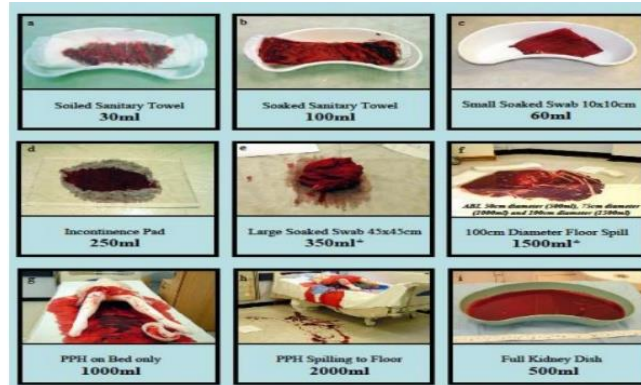 a
b
c
Soiled Sanitary Towel
30ml
Soaked Sanitary Towel
100ml
Small Soaked Swab 10x10cm
60ml
d
e
f
Incontinence Pad
250ml
Large Soaked Swab 45x45cm
350ml*
100cm Diameter Floor Spill
1500ml*
g
h
i
PPH on Bed only
1000ml
PPH Spilling to Floor
2000ml
Full Kidney Dish
500ml